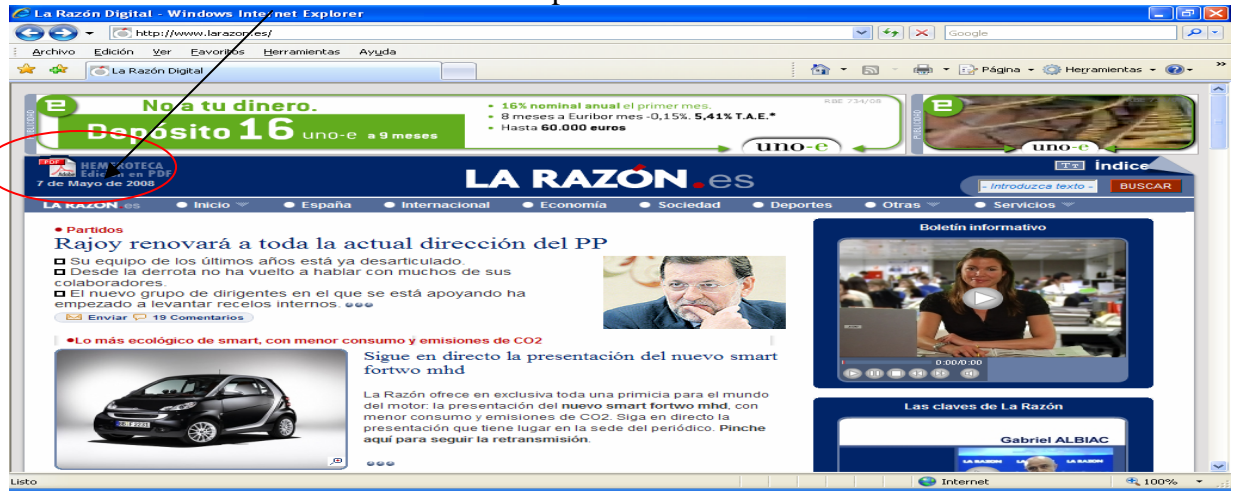 La Razón Digital - Windows Internet Explorer
http://www.larazon.es/
Google
Archivo Edición Ver Favoritos Herramientas Ayuda
La Razón Digital
Página Herramientas
PUBLICIDAD
No a tu dinero.
Depósito 16 uno-e a 9 meses
• 16% nominal anual el primer mes.
• 8 meses a Euribor mes -0,15%. 5,41% T.A.E.*
• Hasta 60.000 euros
RBE 734/08
uno-e
PUBLICIDAD
uno-e
PDF
Adobe
HEMEROTECA
Edición en PDF
7 de Mayo de 2008
LA RAZÓN.es
TT Índice
- Introduzca texto - BUSCAR
LA RAZÓN es • Inicio • España • Internacional • Economía • Sociedad • Deportes • Otras • Servicios
• Partidos
Rajoy renovará a toda la actual dirección del PP
Su equipo de los últimos años está ya
desarticulado.
Desde la derrota no ha vuelto a hablar con muchos de sus
colaboradores.
El nuevo grupo de dirigentes en el que se está apoyando ha
empezado a levantar recelos internos.
Enviar 19 Comentarios
•Lo más ecológico de smart, con menor consumo y emisiones de CO2
Sigue en directo la presentación del nuevo smart
fortwo mhd
La Razón ofrece en exclusiva toda una primicia para el mundo
del motor: la presentación del nuevo smart fortwo mhd, con
menor consumo y emisiones de CO2. Siga en directo la
presentación que tiene lugar en la sede del periódico. Pinche
aquí para seguir la retransmisión.
Boletín informativo
0:00/0:00
Las claves de La Razón
Gabriel ALBIAC
LA RAZON LA RAZON
Listo
Internet
100%